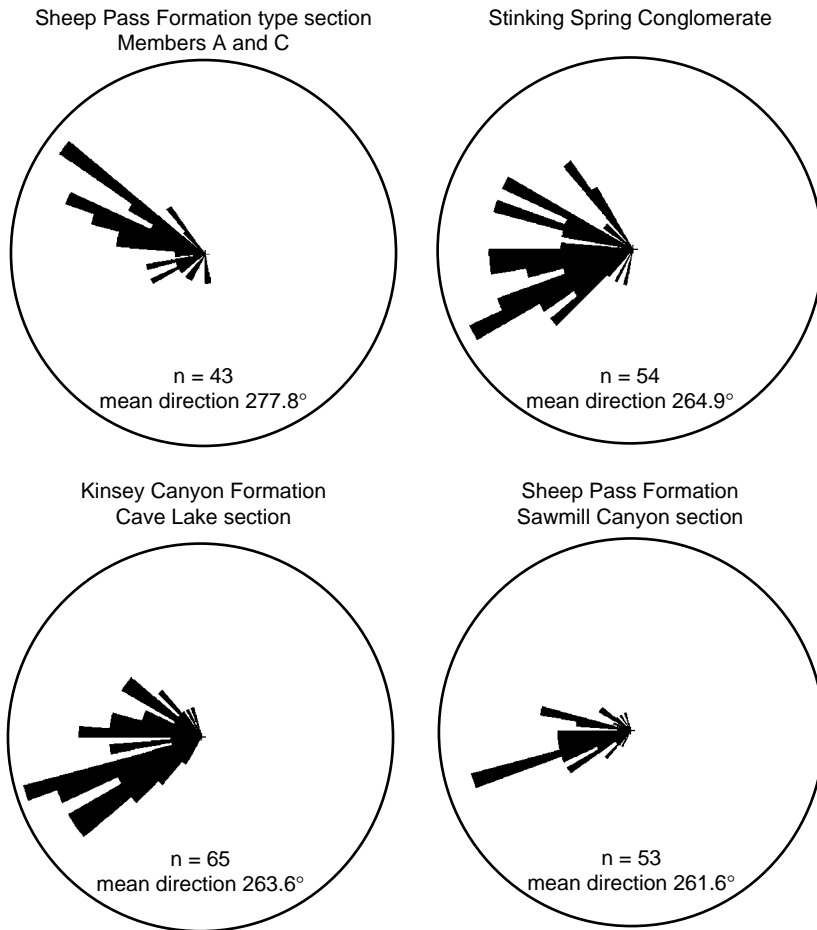 Sheep Pass Formation type section
Members A and C
n = 43
mean direction 277.8°
Stinking Spring Conglomerate
n = 54
mean direction 264.9°
Kinsey Canyon Formation
Cave Lake section
n = 65
mean direction 263.6°
Sheep Pass Formation
Sawmill Canyon section
n = 53
mean direction 261.6°